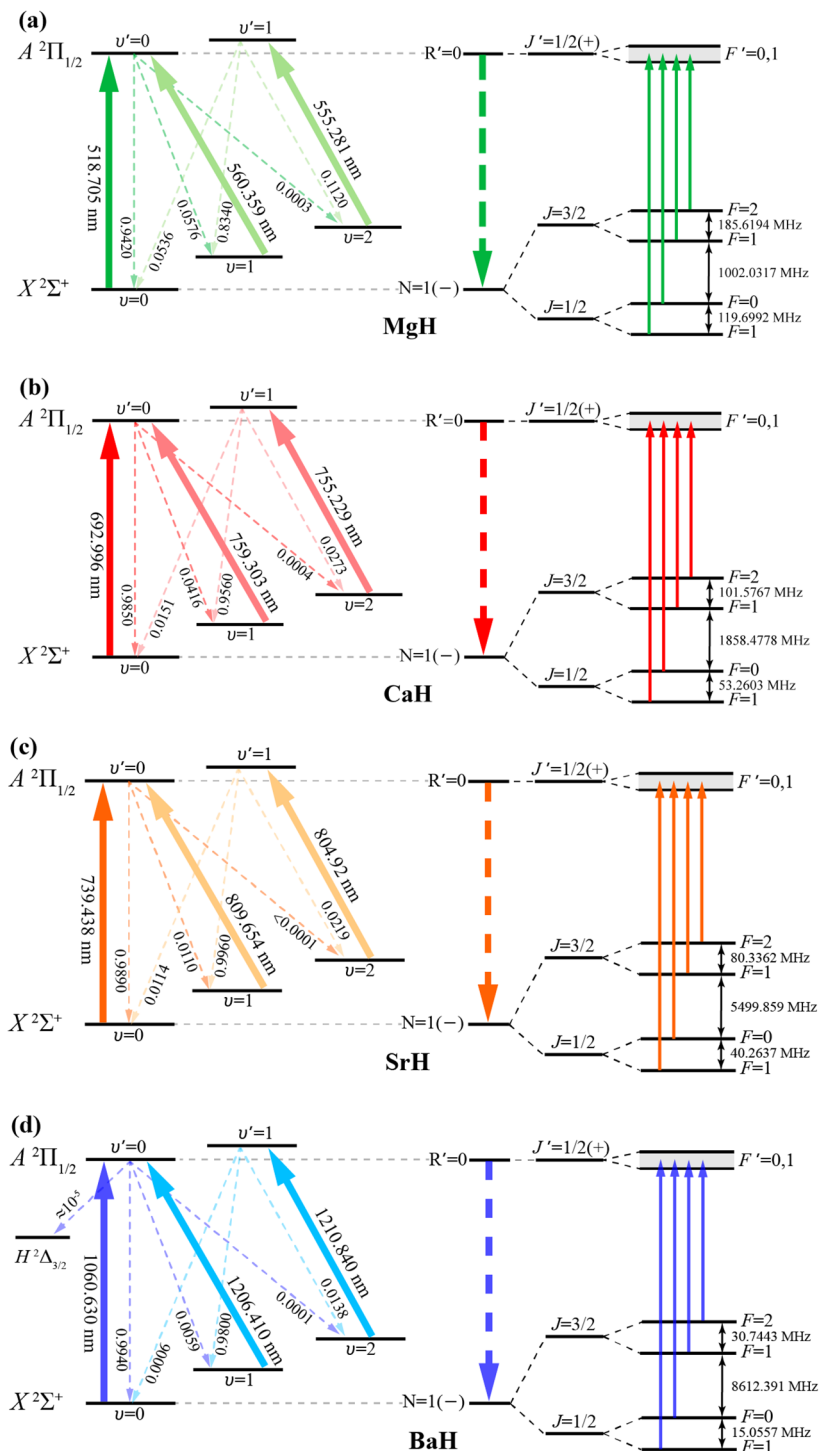 (a)
υ′=0
υ′=1
A ²Π₁/₂
R′=0
J′=1/2(+)
F′=0,1
518.705 nm
560.359 nm
555.281 nm
0.9420
0.0576
0.0536
0.8340
0.0003
0.1120
J=3/2
F=2
185.6194 MHz
F=1
υ=2
υ=1
1002.0317 MHz
X ²Σ⁺
υ=0
N=1(−)
J=1/2
F=0
119.6992 MHz
F=1
MgH
(b)
υ′=0
υ′=1
A ²Π₁/₂
R′=0
J′=1/2(+)
F′=0,1
692.996 nm
759.303 nm
755.229 nm
0.9850
0.0416
0.0151
0.9560
0.0004
0.0273
J=3/2
F=2
101.5767 MHz
F=1
υ=2
υ=1
1858.4778 MHz
X ²Σ⁺
υ=0
N=1(−)
J=1/2
F=0
53.2603 MHz
F=1
CaH
(c)
υ′=0
υ′=1
A ²Π₁/₂
R′=0
J′=1/2(+)
F′=0,1
739.438 nm
809.654 nm
804.92 nm
0.9890
0.0110
0.0114
0.9960
<0.0001
0.0219
J=3/2
F=2
80.3362 MHz
F=1
υ=2
υ=1
5499.859 MHz
X ²Σ⁺
υ=0
N=1(−)
J=1/2
F=0
40.2637 MHz
F=1
SrH
(d)
υ′=0
υ′=1
A ²Π₁/₂
R′=0
J′=1/2(+)
F′=0,1
≈10⁻⁵
H ²Δ₃/₂
1060.630 nm
1206.410 nm
1210.840 nm
0.9940
0.0059
0.0006
0.9800
0.0001
0.0138
J=3/2
F=2
30.7443 MHz
F=1
υ=2
υ=1
8612.391 MHz
X ²Σ⁺
υ=0
N=1(−)
J=1/2
F=0
15.0557 MHz
F=1
BaH